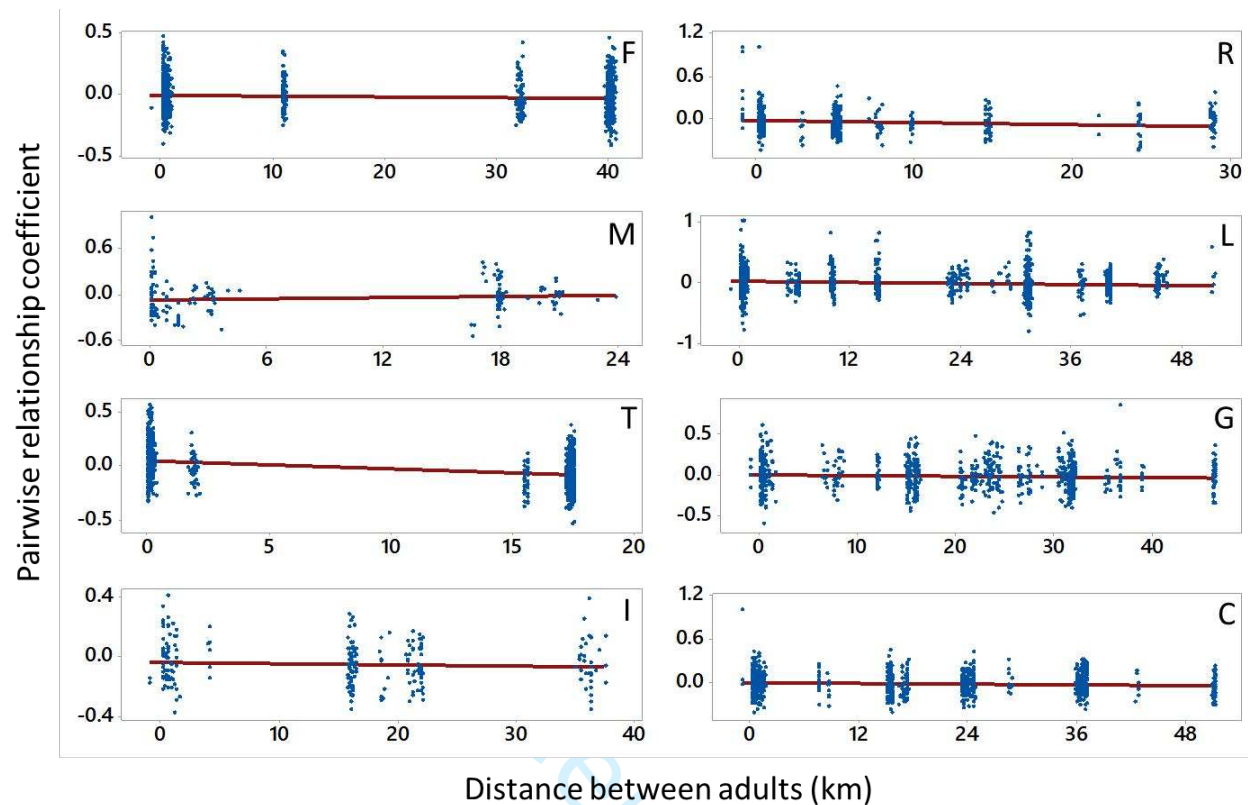 Pairwise relationship coefficient
F
0.5
0.0
-0.5
0 10 20 30 40
R
1.2
0.6
0.0
0 10 20 30
M
0.6
0.0
-0.6
0 6 12 18 24
L
1
0
-1
0 12 24 36 48
T
0.5
0.0
-0.5
0 5 10 15 20
G
0.5
0.0
-0.5
0 10 20 30 40
I
0.4
0.0
-0.4
0 10 20 30 40
C
1.2
0.6
0.0
0 12 24 36 48
Distance between adults (km)